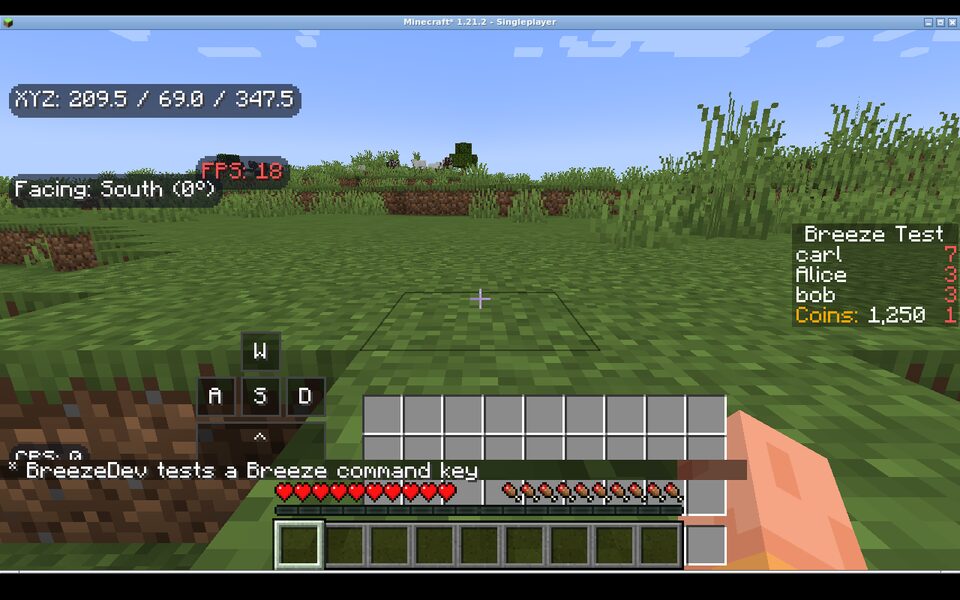 Minecraft* 1.21.2 - Singleplayer
XYZ: 209.5 / 69.0 / 347.5
FPS: 18
Facing: South (0°)
Breeze Test
carl 7
Alice 3
bob 3
Coins: 1,250 1
W
A S D
^
CPS: 0
* BreezeDev tests a Breeze command key